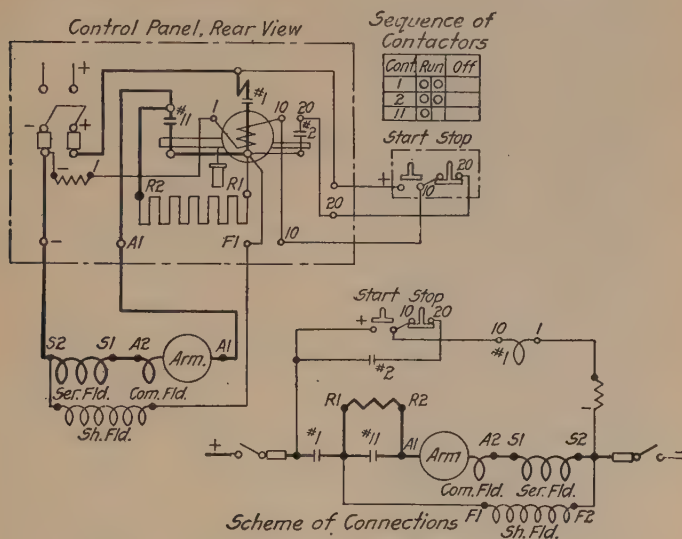 Control Panel, Rear View
Sequence of
Contactors
Cont. Run Off
1
2
11
+
- +
#11
1
#1
10 20
#2
- 1
R2 R1
Start Stop
+ 10 20
20
10
- A1 F1
S2 S1 A2 Arm. A1
Ser. Fld. Com. Fld.
Sh. Fld.
Start Stop
+ 10 20
10 1
#1
#2
-
R1 R2
+ #1 #11 A1 Arm A2 S1 S2 -
Com. Fld. Ser. Fld.
F1 F2
Sh. Fld.
Scheme of Connections